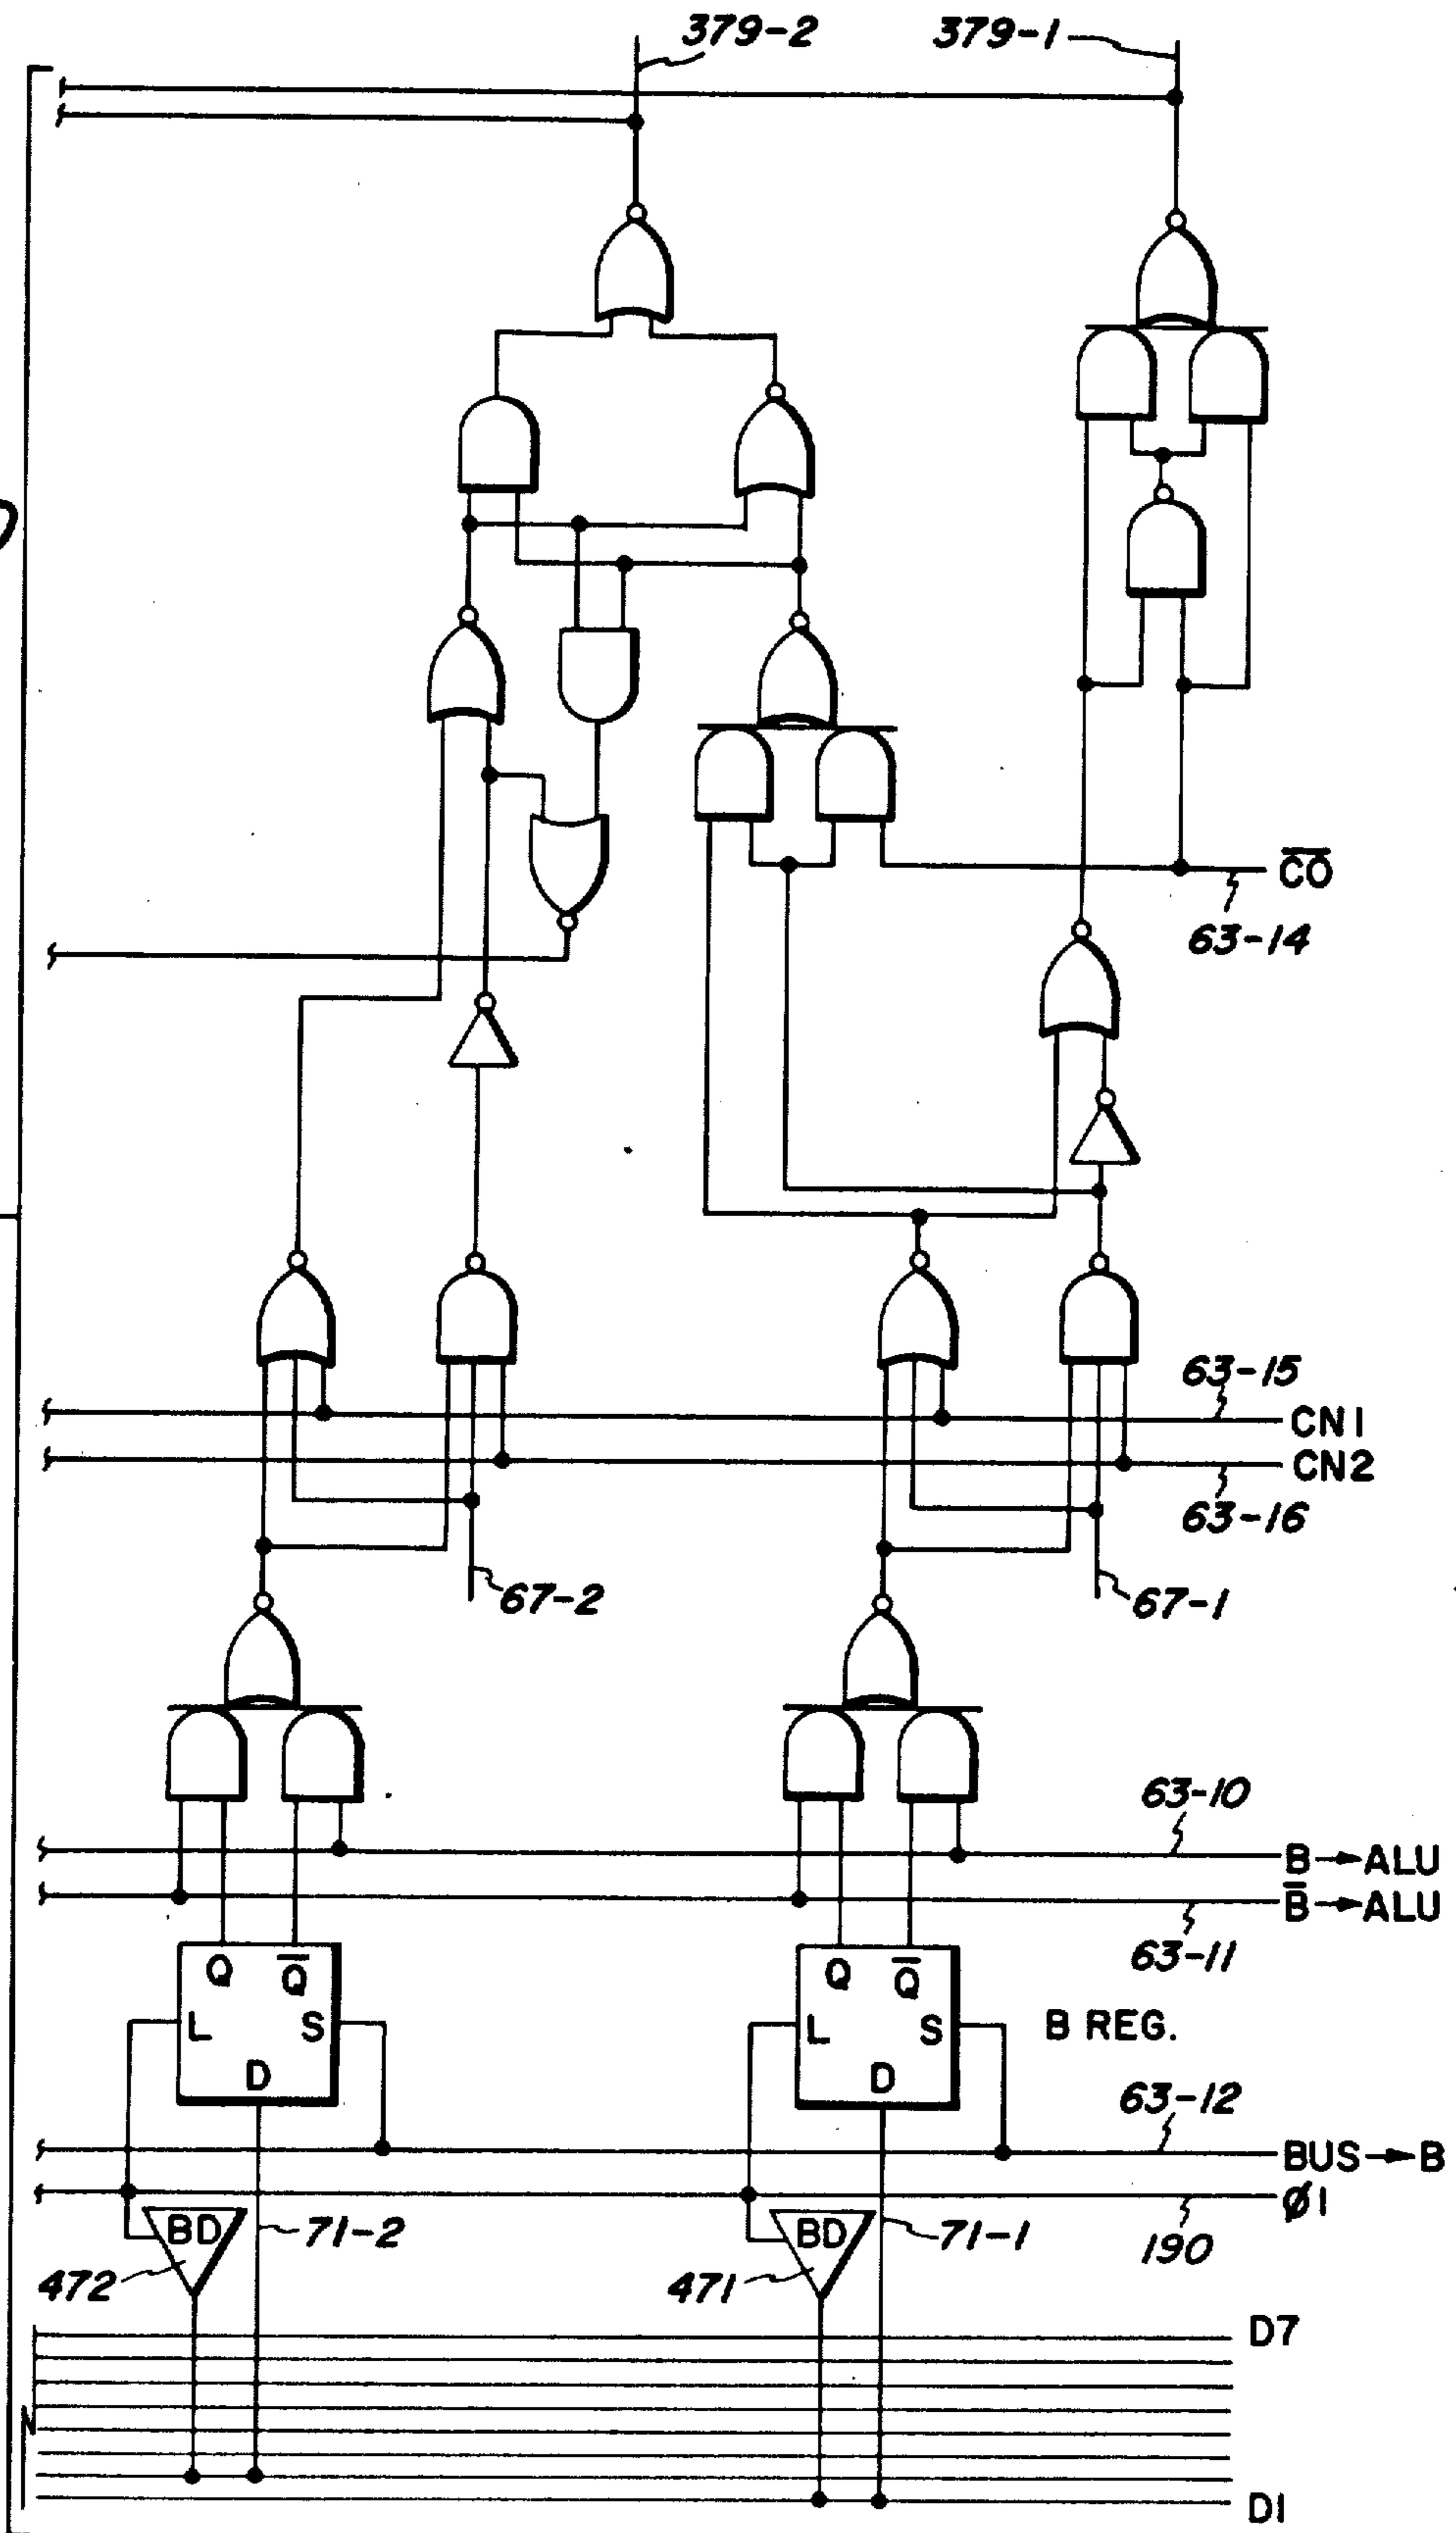 379-2 379-1
C̅O̅
63-14
63-15
CN1
CN2
63-16
67-2 67-1
63-10
B→ALU
B̅→ALU
63-11
Q Q̅ Q Q̅
L S L S B REG.
D D
63-12
BUS→B
Ø1
BD 71-2 BD 71-1 190
472 471
D7
D1